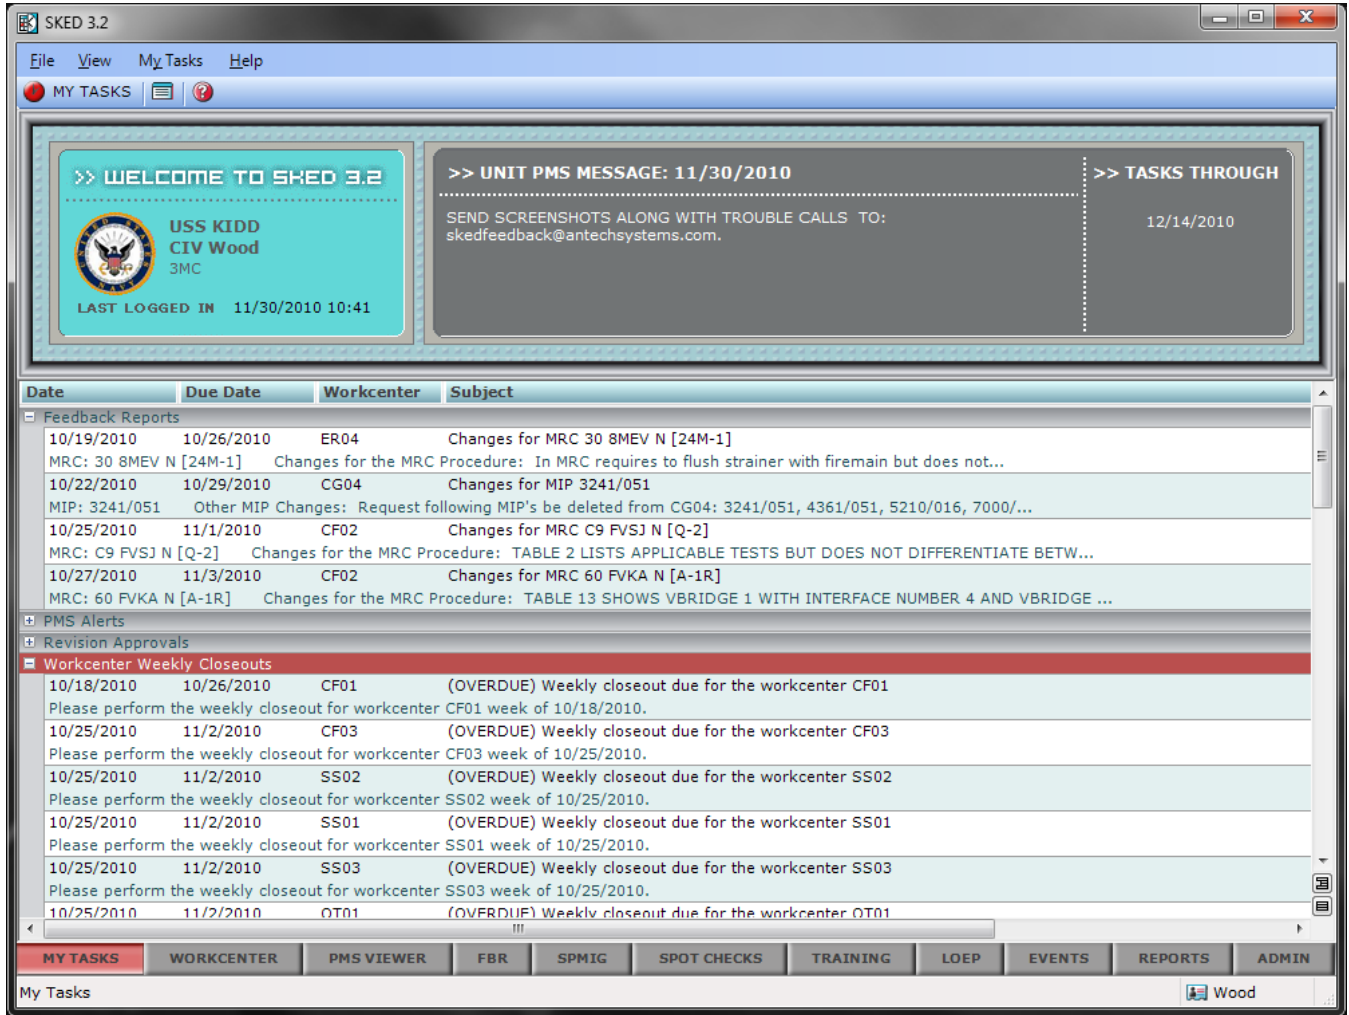 SKED 3.2
File View My Tasks Help
MY TASKS
>> WELCOME TO SKED 3.2
USS KIDD
CIV Wood
3MC
LAST LOGGED IN 11/30/2010 10:41
>> UNIT PMS MESSAGE: 11/30/2010
SEND SCREENSHOTS ALONG WITH TROUBLE CALLS TO:
skedfeedback@antechsystems.com.
>> TASKS THROUGH
12/14/2010
Date Due Date Workcenter Subject
Feedback Reports
10/19/2010 10/26/2010 ER04 Changes for MRC 30 8MEV N [24M-1]
MRC: 30 8MEV N [24M-1] Changes for the MRC Procedure: In MRC requires to flush strainer with firemain but does not...
10/22/2010 10/29/2010 CG04 Changes for MIP 3241/051
MIP: 3241/051 Other MIP Changes: Request following MIP's be deleted from CG04: 3241/051, 4361/051, 5210/016, 7000/...
10/25/2010 11/1/2010 CF02 Changes for MRC C9 FVSJ N [Q-2]
MRC: C9 FVSJ N [Q-2] Changes for the MRC Procedure: TABLE 2 LISTS APPLICABLE TESTS BUT DOES NOT DIFFERENTIATE BETW...
10/27/2010 11/3/2010 CF02 Changes for MRC 60 FVKA N [A-1R]
MRC: 60 FVKA N [A-1R] Changes for the MRC Procedure: TABLE 13 SHOWS VBRIDGE 1 WITH INTERFACE NUMBER 4 AND VBRIDGE ...
PMS Alerts
Revision Approvals
Workcenter Weekly Closeouts
10/18/2010 10/26/2010 CF01 (OVERDUE) Weekly closeout due for the workcenter CF01
Please perform the weekly closeout for workcenter CF01 week of 10/18/2010.
10/25/2010 11/2/2010 CF03 (OVERDUE) Weekly closeout due for the workcenter CF03
Please perform the weekly closeout for workcenter CF03 week of 10/25/2010.
10/25/2010 11/2/2010 SS02 (OVERDUE) Weekly closeout due for the workcenter SS02
Please perform the weekly closeout for workcenter SS02 week of 10/25/2010.
10/25/2010 11/2/2010 SS01 (OVERDUE) Weekly closeout due for the workcenter SS01
Please perform the weekly closeout for workcenter SS01 week of 10/25/2010.
10/25/2010 11/2/2010 SS03 (OVERDUE) Weekly closeout due for the workcenter SS03
Please perform the weekly closeout for workcenter SS03 week of 10/25/2010.
10/25/2010 11/2/2010 OT01 (OVERDUE) Weekly closeout due for the workcenter OT01
MY TASKS WORKCENTER PMS VIEWER FBR SPMIG SPOT CHECKS TRAINING LOEP EVENTS REPORTS ADMIN
My Tasks Wood